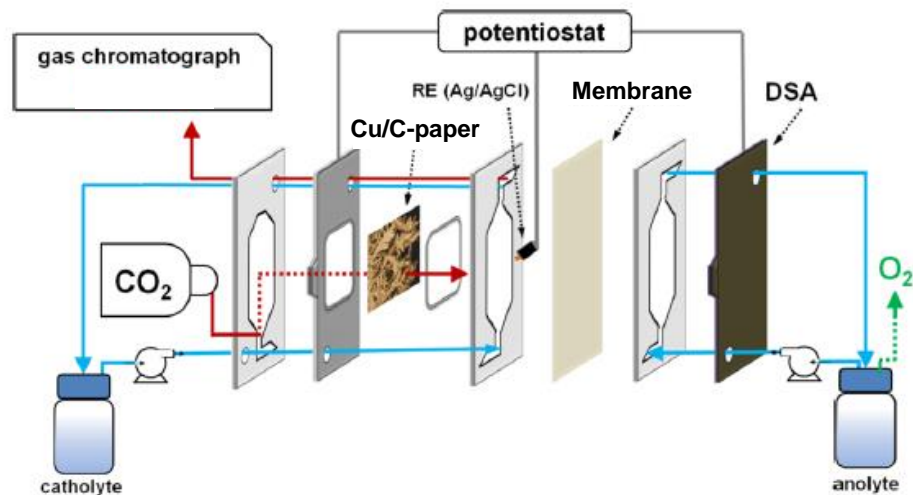 potentiostat
gas chromatograph
RE (Ag/AgCl)
Membrane
DSA
Cu/C-paper
CO₂
O₂
catholyte
anolyte